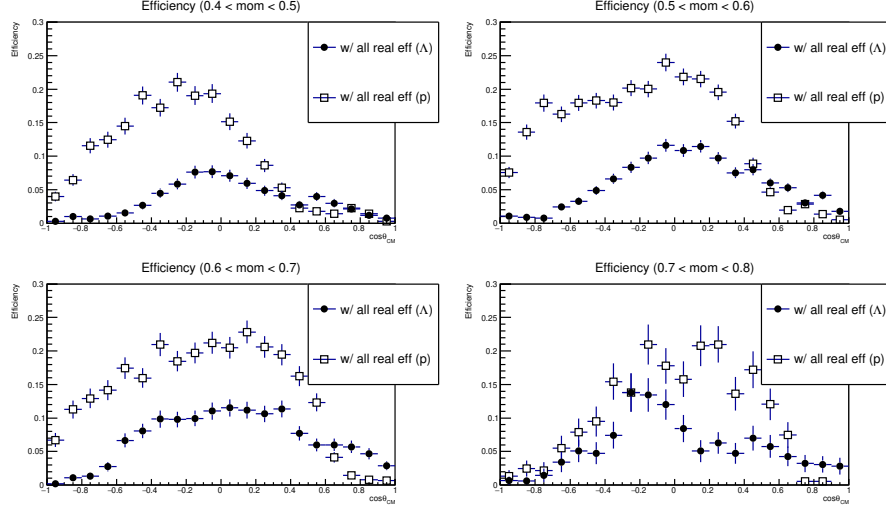 Efficiency (0.4 < mom < 0.5)
Efficiency
0.3
0.25
0.2
0.15
0.1
0.05
0
−1 −0.8 −0.6 −0.4 −0.2 0 0.2 0.4 0.6 0.8 1
cosθCM
w/ all real eff (Λ)
w/ all real eff (p)
Efficiency (0.5 < mom < 0.6)
Efficiency
0.3
0.25
0.2
0.15
0.1
0.05
0
−1 −0.8 −0.6 −0.4 −0.2 0 0.2 0.4 0.6 0.8 1
cosθCM
w/ all real eff (Λ)
w/ all real eff (p)
Efficiency (0.6 < mom < 0.7)
Efficiency
0.3
0.25
0.2
0.15
0.1
0.05
0
−1 −0.8 −0.6 −0.4 −0.2 0 0.2 0.4 0.6 0.8 1
cosθCM
w/ all real eff (Λ)
w/ all real eff (p)
Efficiency (0.7 < mom < 0.8)
Efficiency
0.3
0.25
0.2
0.15
0.1
0.05
0
−1 −0.8 −0.6 −0.4 −0.2 0 0.2 0.4 0.6 0.8 1
cosθCM
w/ all real eff (Λ)
w/ all real eff (p)